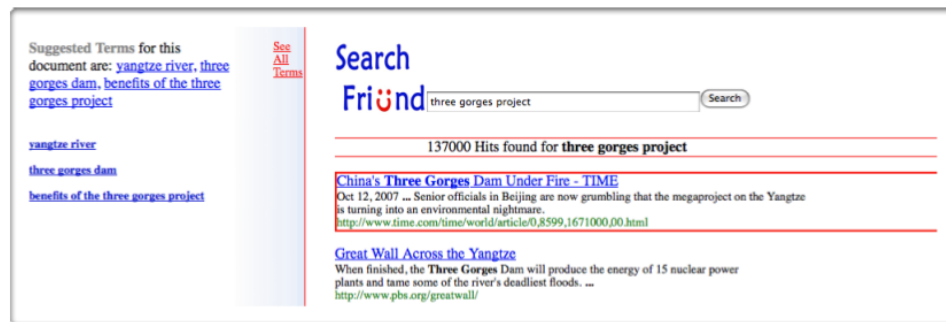 Suggested Terms for this
document are: yangtze river, three
gorges dam, benefits of the three
gorges project
yangtze river
three gorges dam
benefits of the three gorges project
See
All
Terms
Search
Friünd
three gorges project
Search
137000 Hits found for three gorges project
China's Three Gorges Dam Under Fire - TIME
Oct 12, 2007 ... Senior officials in Beijing are now grumbling that the megaproject on the Yangtze
is turning into an environmental nightmare.
http://www.time.com/time/world/article/0,8599,1671000,00.html
Great Wall Across the Yangtze
When finished, the Three Gorges Dam will produce the energy of 15 nuclear power
plants and tame some of the river's deadliest floods. ...
http://www.pbs.org/greatwall/